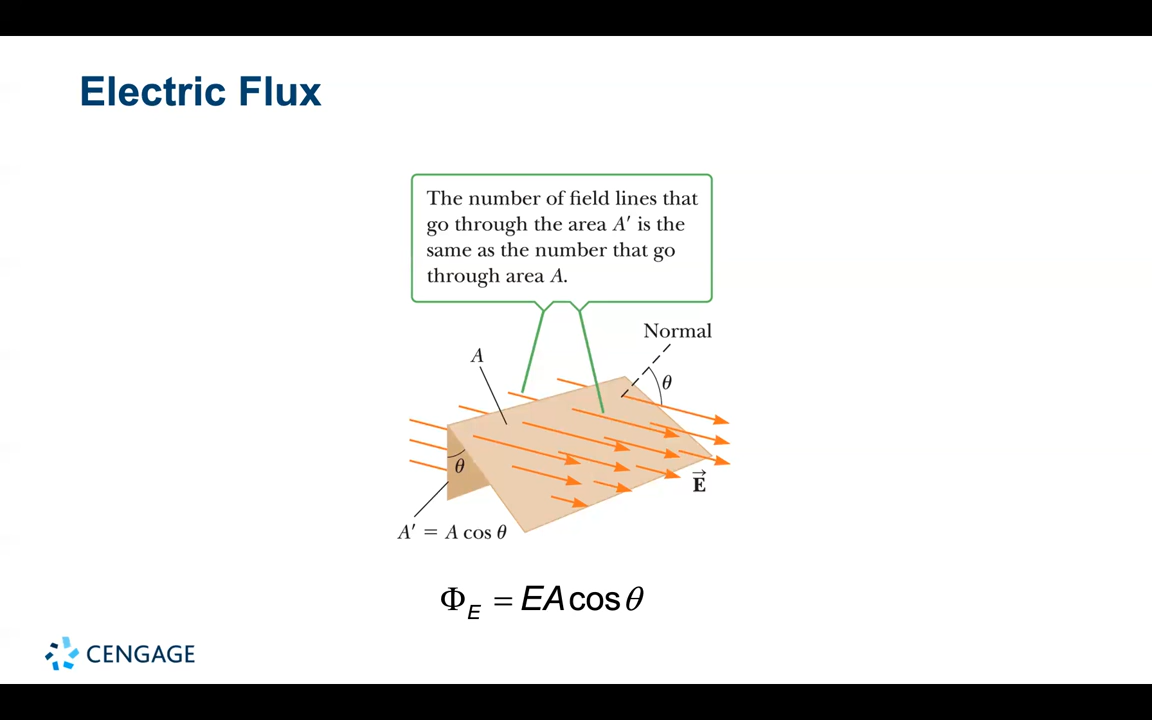 Electric Flux
The number of field lines that
go through the area A′ is the
same as the number that go
through area A.
Normal
A
θ
θ
E⃗
A′ = A cos θ
Φ_E = EA cos θ
CENGAGE